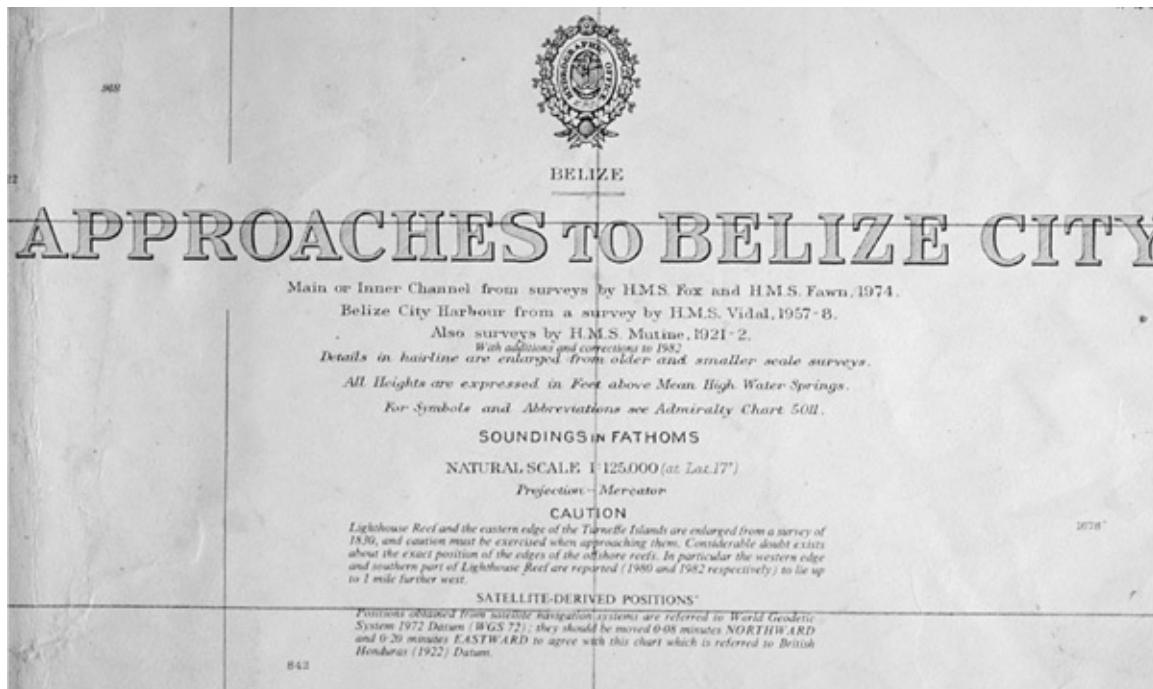 968
HYDROGRAPHIC OFFICE
BELIZE
22
APPROACHES TO BELIZE CITY
Main or Inner Channel from surveys by H.M.S. Fox and H.M.S. Fawn, 1974.
Belize City Harbour from a survey by H.M.S. Vidal, 1957-8.
Also surveys by H.M.S. Mutine, 1921-2.
With additions and corrections to 1982
Details in hairline are enlarged from older and smaller scale surveys.
All Heights are expressed in Feet above Mean High Water Springs.
For Symbols and Abbreviations see Admiralty Chart 5011.
SOUNDINGS IN FATHOMS
NATURAL SCALE 1:125,000 (at Lat. 17°)
Projection - Mercator
CAUTION
Lighthouse Reef and the eastern edge of the Turneffe Islands are enlarged from a survey of
1830, and caution must be exercised when approaching them. Considerable doubt exists
about the exact position of the edges of the offshore reefs. In particular the western edge
and southern part of Lighthouse Reef are reported (1980 and 1982 respectively) to lie up
to 1 mile further west.
1678
SATELLITE-DERIVED POSITIONS
Positions obtained from satellite navigation systems are referred to World Geodetic
System 1972 Datum (WGS 72); they should be moved 0·08 minutes NORTHWARD
and 0·20 minutes EASTWARD to agree with this chart which is referred to British
Honduras (1922) Datum.
842